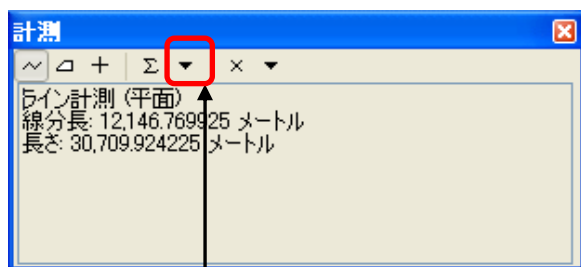 計測
Σ
ライン計測 (平面)
線分長: 12,146.769925 メートル
長さ: 30,709.924225 メートル